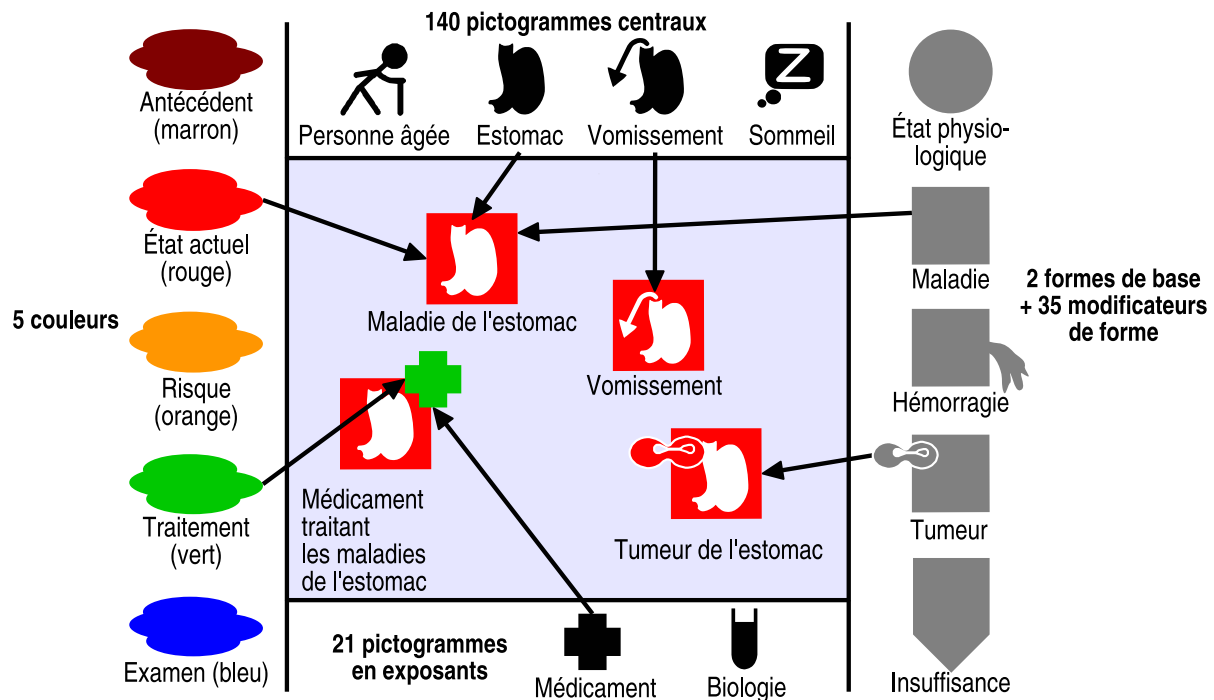 140 pictogrammes centraux
Personne âgée
Estomac
Vomissement
Sommeil
Antécédent
(marron)
État actuel
(rouge)
5 couleurs
Risque
(orange)
Traitement
(vert)
Examen (bleu)
Maladie de l'estomac
Vomissement
Médicament
traitant
les maladies
de l'estomac
Tumeur de l'estomac
21 pictogrammes
en exposants
Médicament
Biologie
État physio-
logique
Maladie
2 formes de base
+ 35 modificateurs
de forme
Hémorragie
Tumeur
Insuffisance